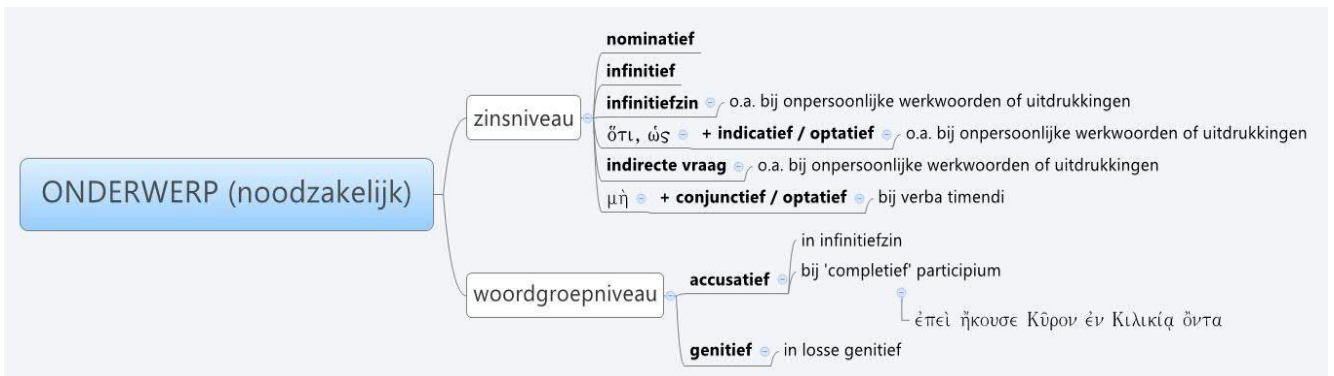 ONDERWERP (noodzakelijk)
zinsniveau
nominatief
infinitief
infinitiefzin o.a. bij onpersoonlijke werkwoorden of uitdrukkingen
ὅτι, ὡς + indicatief / optatief o.a. bij onpersoonlijke werkwoorden of uitdrukkingen
indirecte vraag o.a. bij onpersoonlijke werkwoorden of uitdrukkingen
μὴ + conjunctief / optatief bij verba timendi
woordgroepniveau
accusatief
in infinitiefzin
bij 'completief' participium
ἐπεὶ ἤκουσε Κῦρον ἐν Κιλικίᾳ ὄντα
genitief in losse genitief